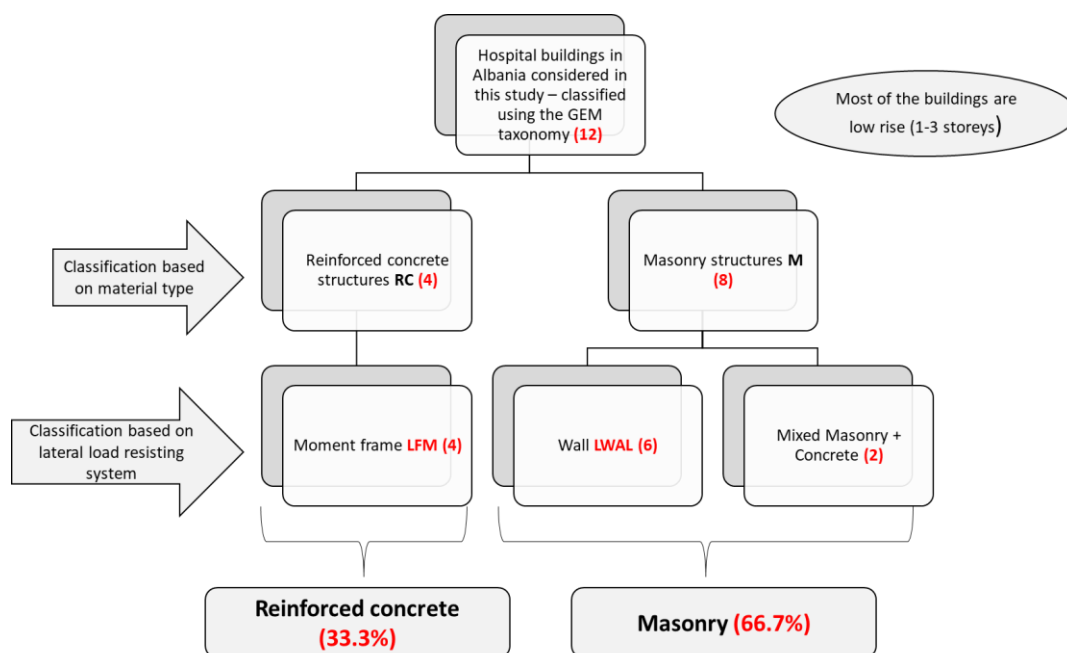 Hospital buildings in
Albania considered in
this study – classified
using the GEM
taxonomy (12)
Most of the buildings are
low rise (1-3 storeys)
Classification based
on material type
Reinforced concrete
structures RC (4)
Masonry structures M
(8)
Classification based on
lateral load resisting
system
Moment frame LFM (4)
Wall LWAL (6)
Mixed Masonry +
Concrete (2)
Reinforced concrete
(33.3%)
Masonry (66.7%)